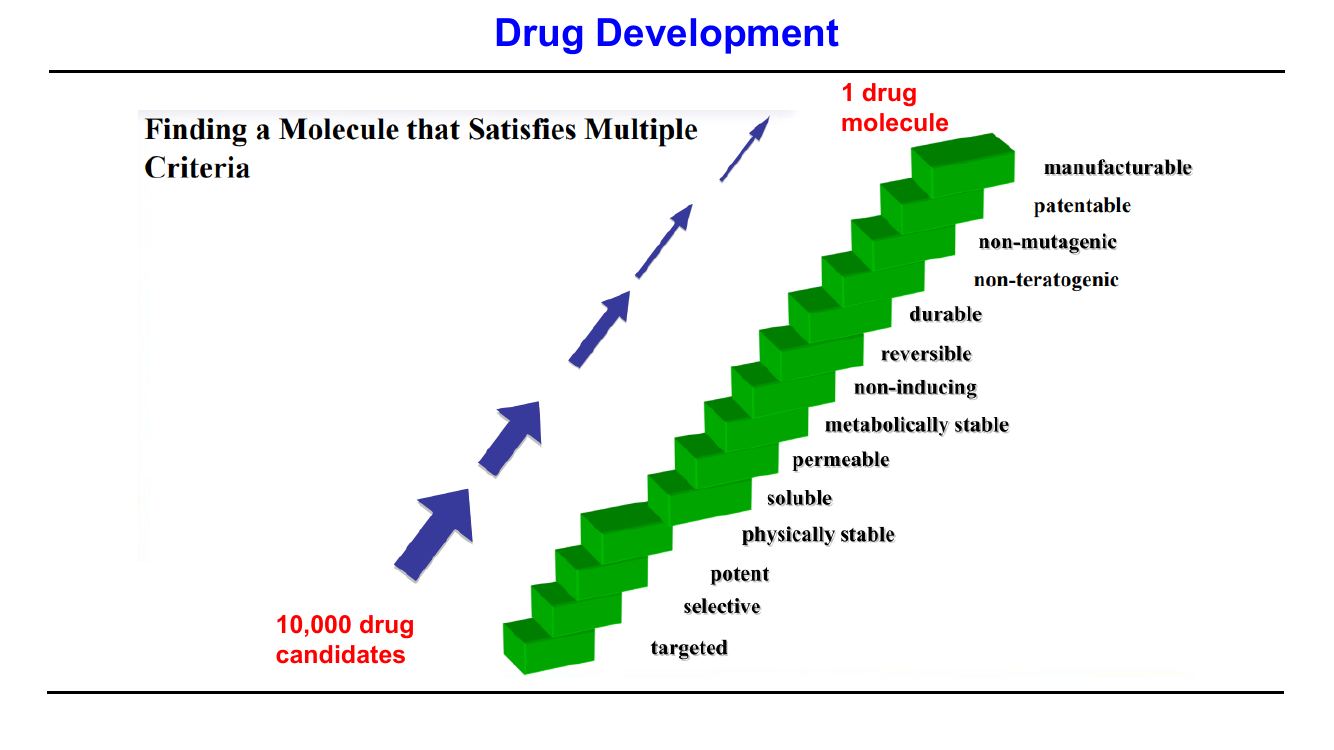 Drug Development
Finding a Molecule that Satisfies Multiple
Criteria
1 drug
molecule
manufacturable
patentable
non-mutagenic
non-teratogenic
durable
reversible
non-inducing
metabolically stable
permeable
soluble
physically stable
potent
selective
targeted
10,000 drug
candidates